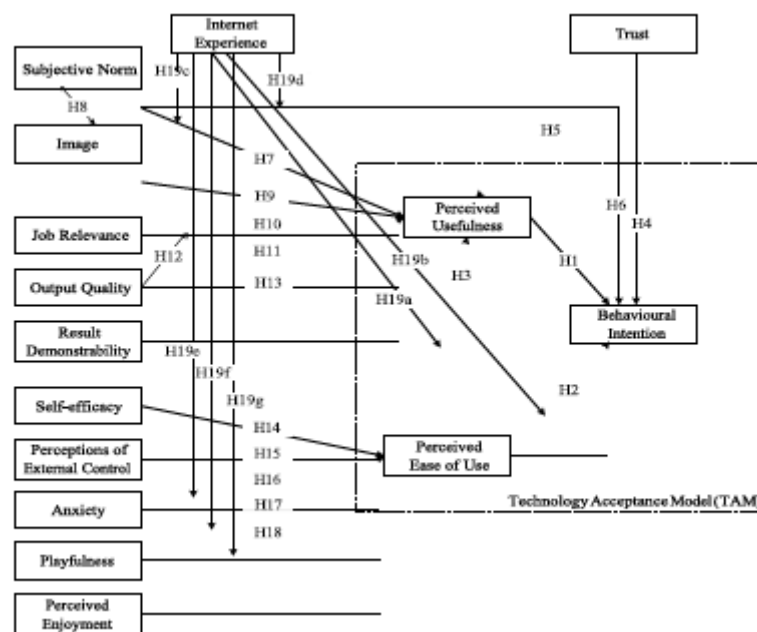 Internet
Experience
Trust
Subjective Norm
H19c
H19d
H8
Image
H5
H7
H9
Perceived
Usefulness
H6
H4
Job Relevance
H10
H12
H11
H19b
H3
H1
Output Quality
H13
H19a
Behavioural
Intention
Result
Demonstrability
H19e
H19f
H19g
H2
Self-efficacy
H14
Perceptions of
External Control
H15
Perceived
Ease of Use
H16
Anxiety
H17
Technology Acceptance Model (TAM)
H18
Playfulness
Perceived
Enjoyment